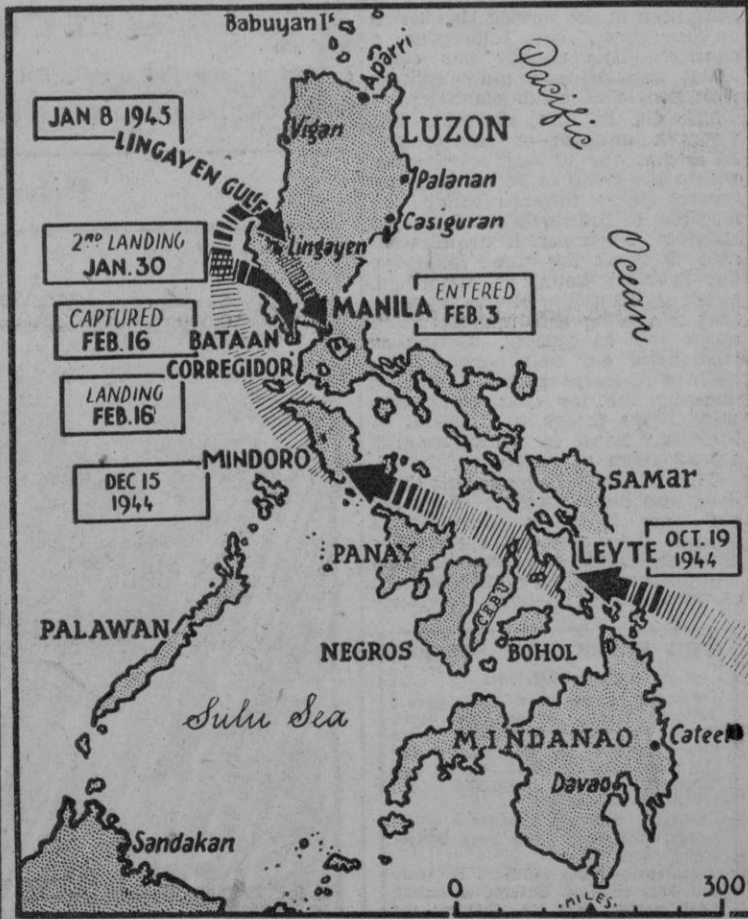 Babuyan Is
Aparri
Pacific
JAN. 8 1945
LINGAYEN GULF
Vigan
LUZON
Palanan
Casiguran
Ocean
2ND LANDING
JAN. 30
Lingayen
MANILA
ENTERED
FEB. 3
CAPTURED
FEB. 16
BATAAN
CORREGIDOR
LANDING
FEB. 16
MINDORO
DEC 15
1944
SAMAR
PANAY
LEYTE
OCT. 19
1944
CEBU
PALAWAN
NEGROS
BOHOL
Sulu Sea
MINDANAO
Cateel
Davao
Sandakan
0
MILES
300